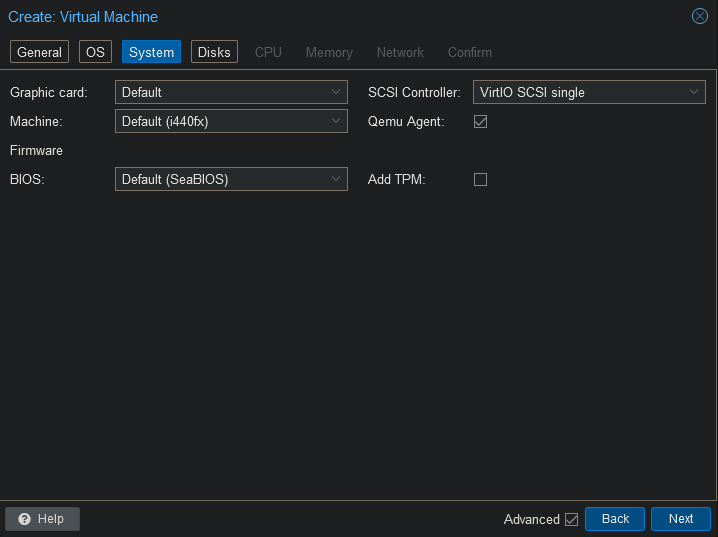 Create: Virtual Machine
General OS System Disks CPU Memory Network Confirm
Graphic card: Default SCSI Controller: VirtIO SCSI single
Machine: Default (i440fx) Qemu Agent:
Firmware
BIOS: Default (SeaBIOS) Add TPM:
Help Advanced Back Next